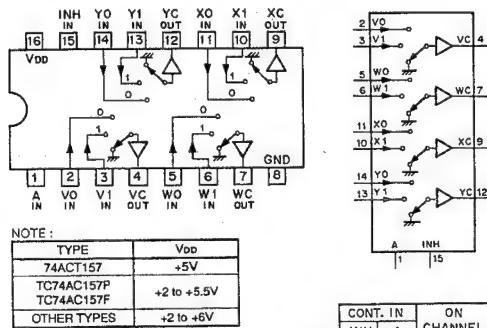 INH Y0 Y1 YC X0 X1 XC
IN IN IN OUT IN IN OUT
16 15 14 13 12 11 10 9
VDD
1 1
0 0
0 0
1 1
GND
1 2 3 4 5 6 7 8
A V0 V1 VC W0 W1 WC
IN IN IN OUT IN IN OUT
NOTE :
TYPE VDD
74ACT157 +5V
TC74AC157P
TC74AC157F
+2 to +5.5V
OTHER TYPES +2 to +6V
2 V0
3 V1 VC 4
5 W0
6 W1 WC 7
11 X0
10 X1 XC 9
14 Y0
13 Y1 YC 12
A INH
1 15
CONT. IN ON
CHANNEL